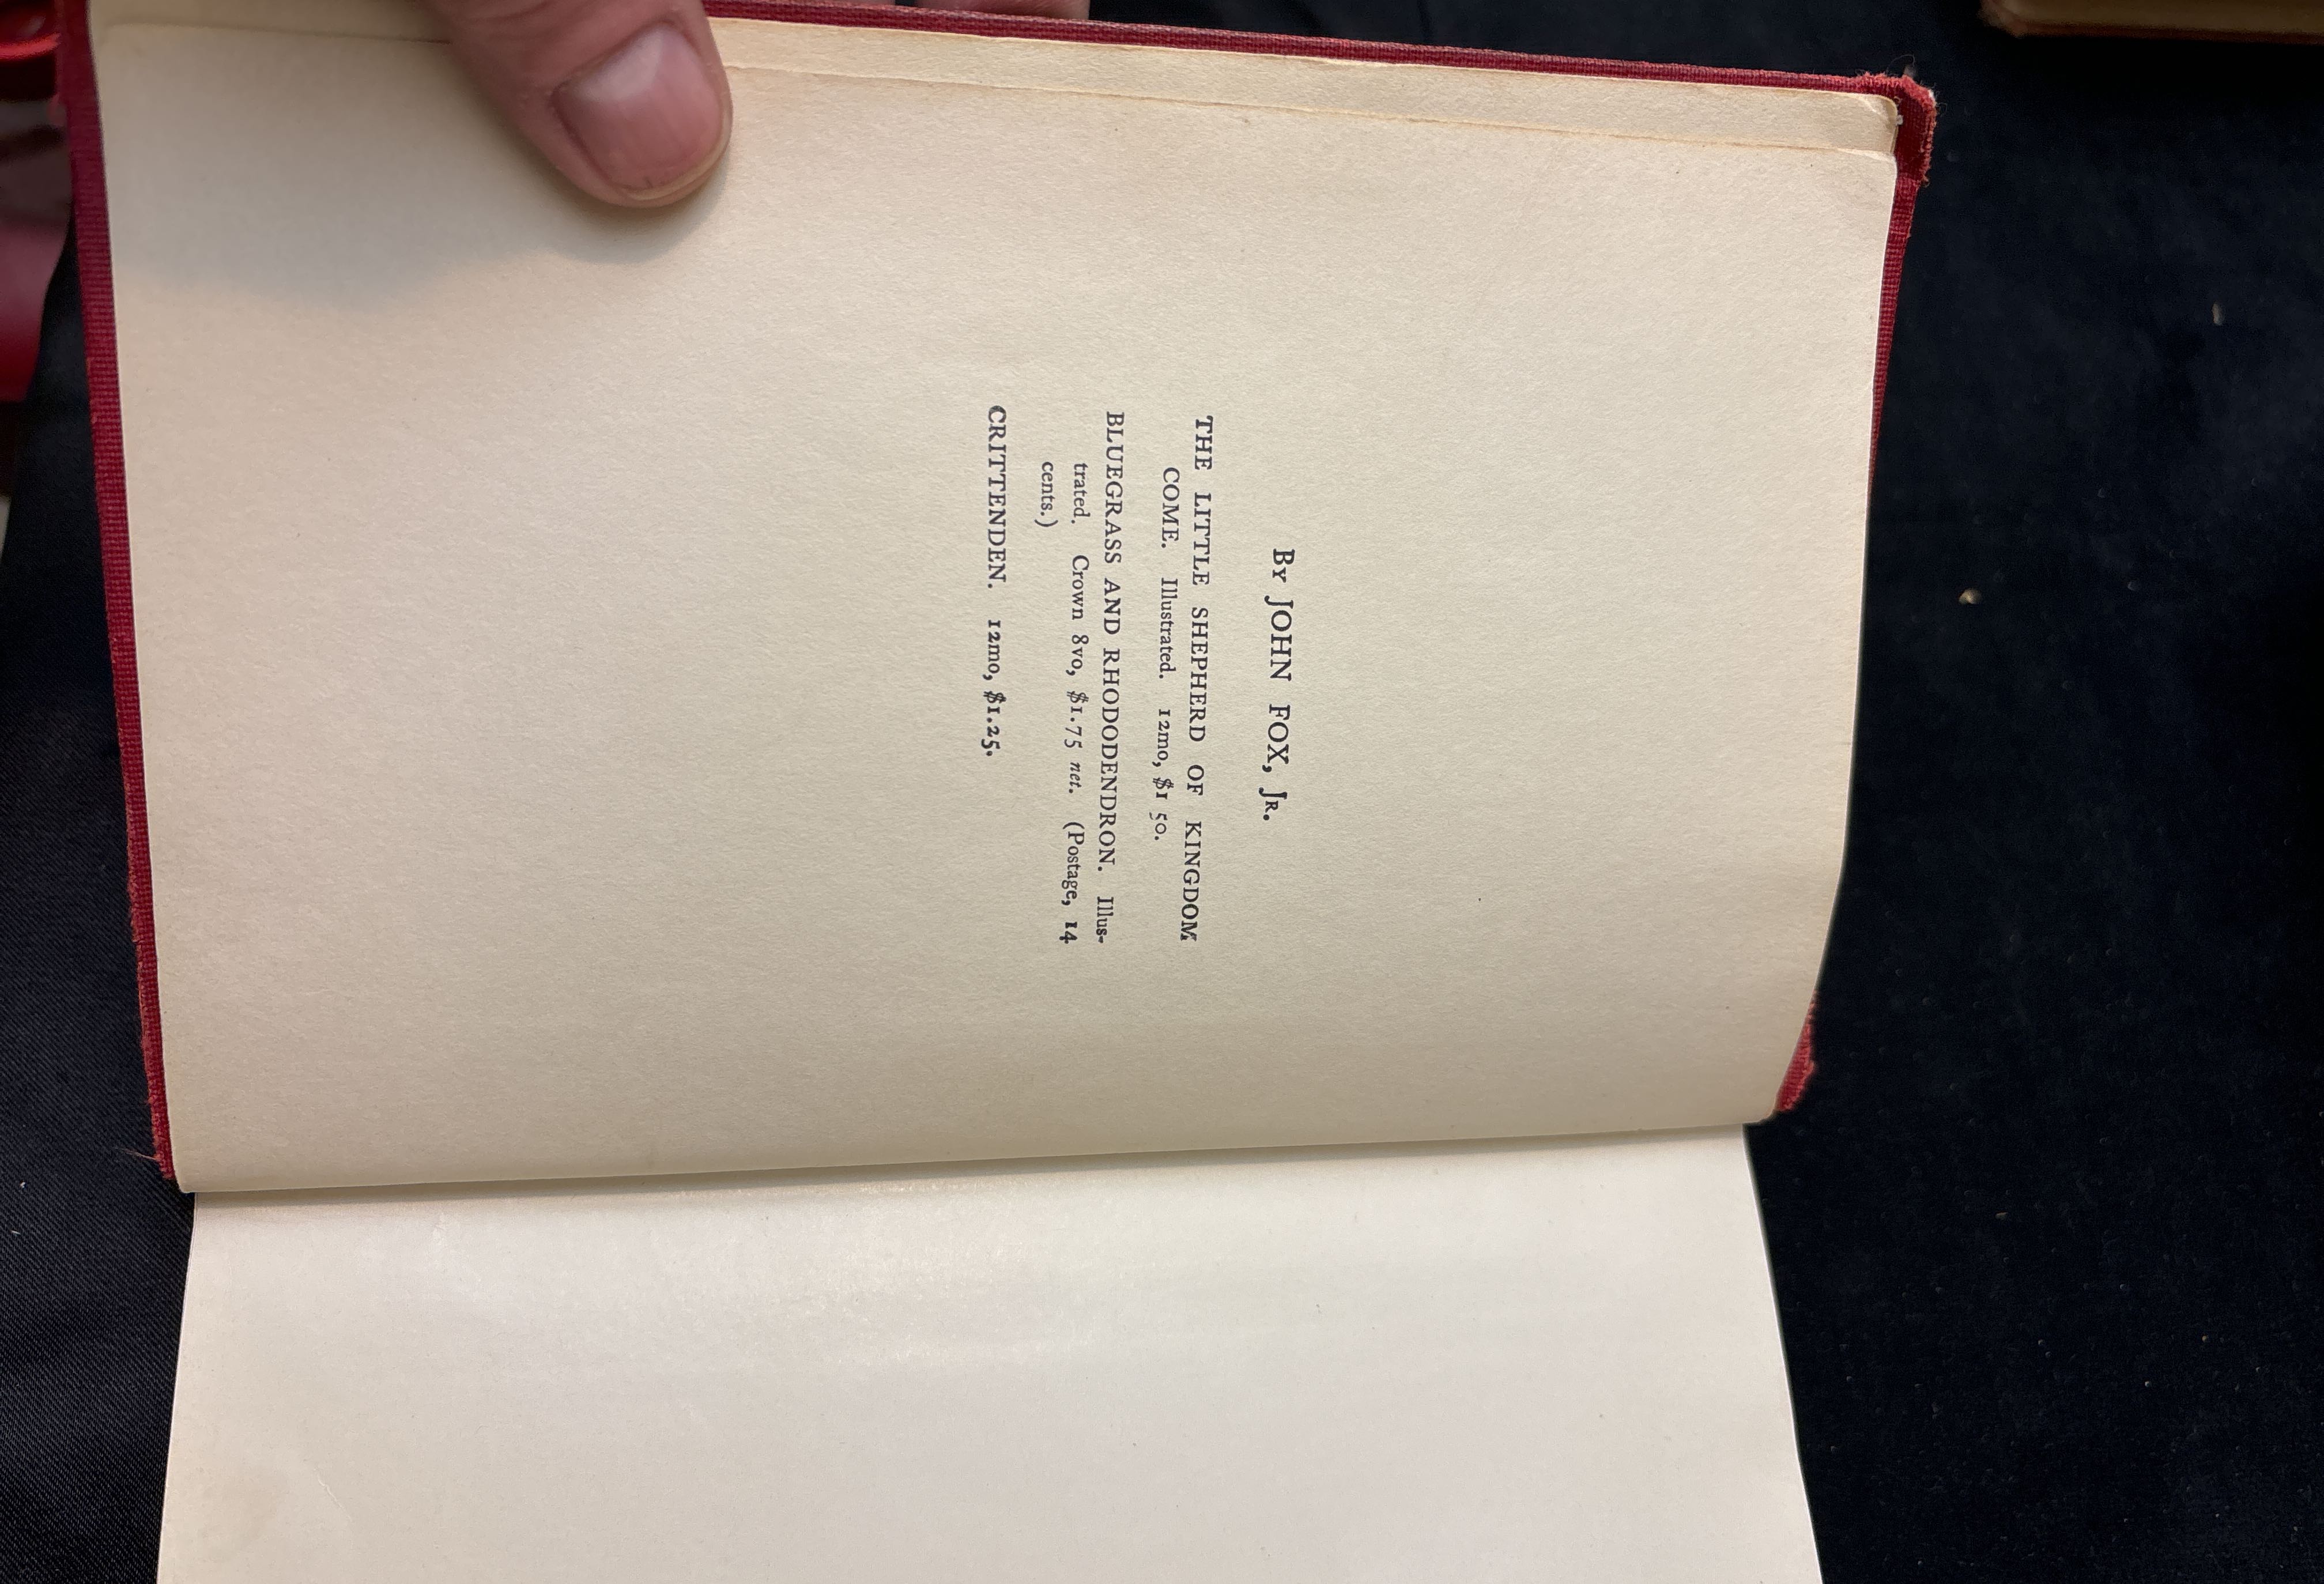 By JOHN FOX, Jr.
THE LITTLE SHEPHERD OF KINGDOM
COME. Illustrated. 12mo, $1 50.
BLUEGRASS AND RHODODENDRON. Illus-
trated. Crown 8vo, $1.75 net. (Postage, 14
cents.)
CRITTENDEN. 12mo, $1.25.